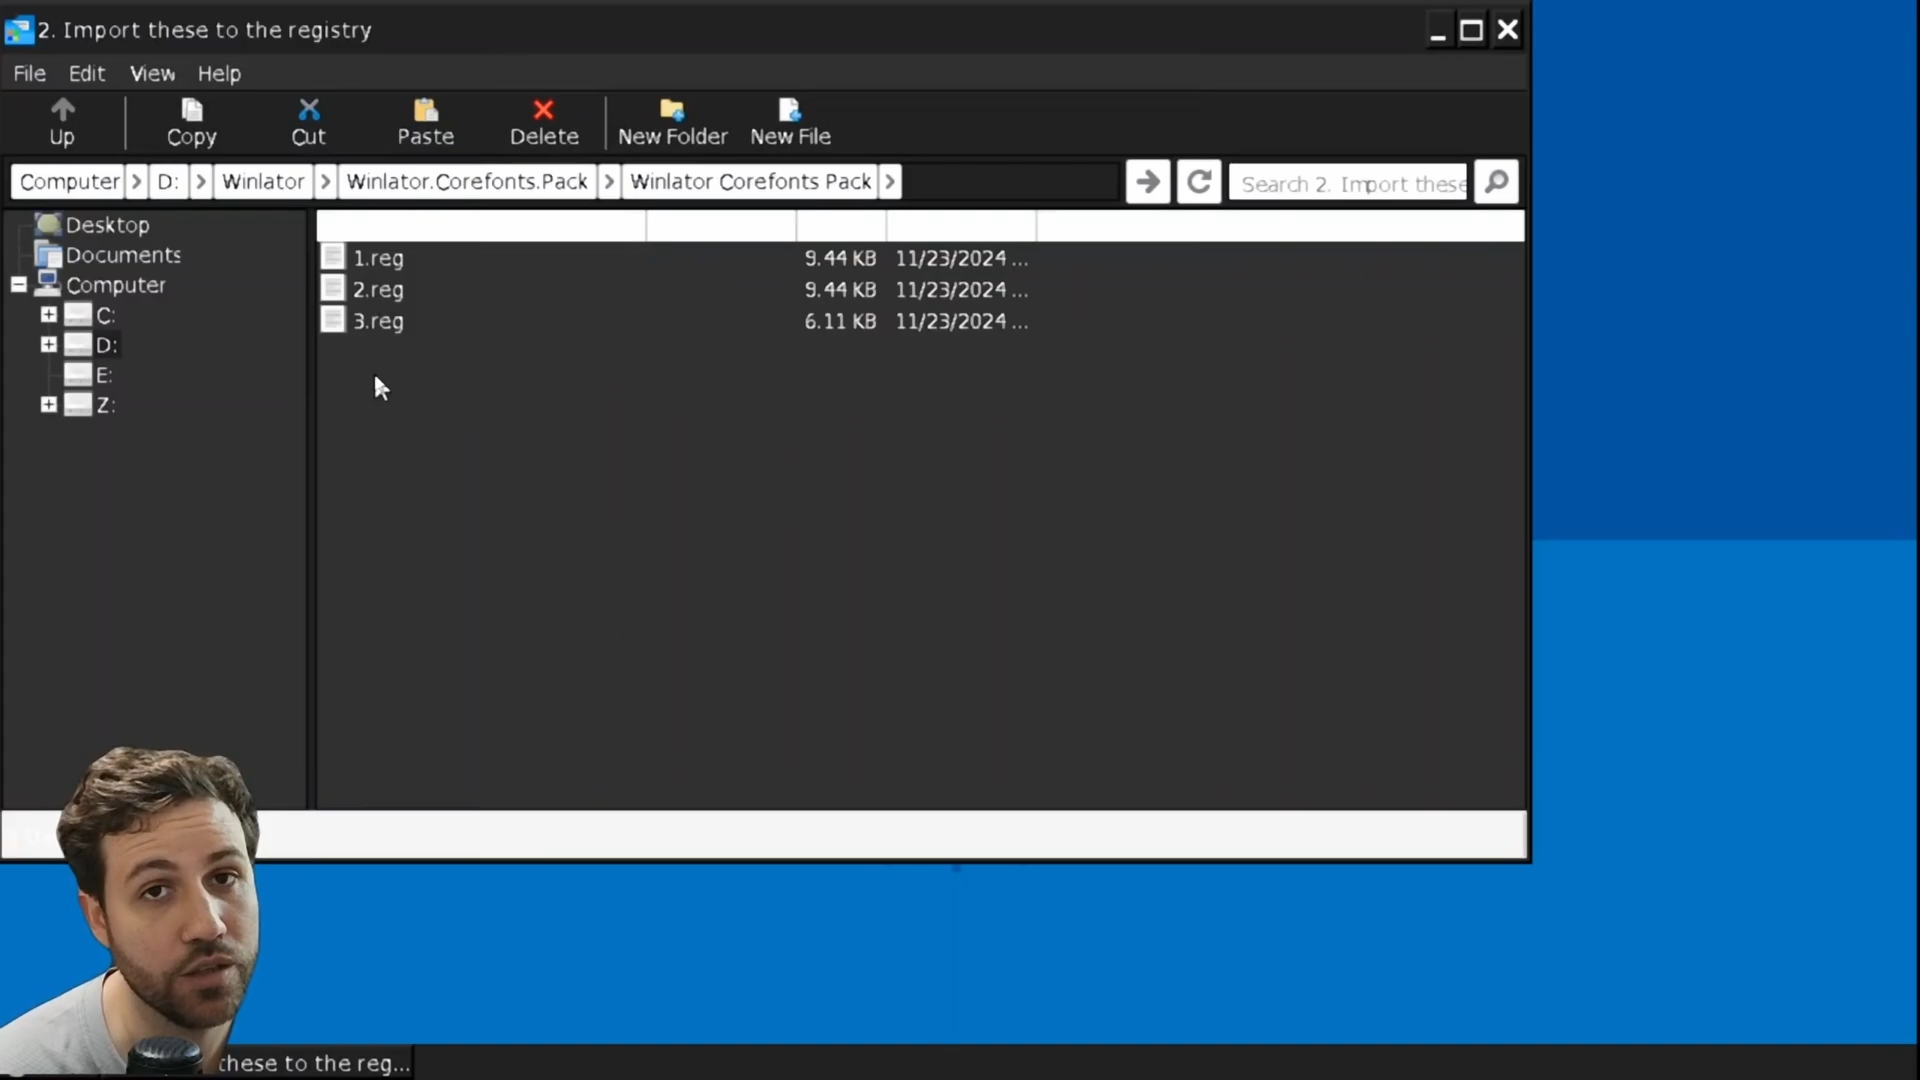 2. Import these to the registry
File Edit View Help
Up Copy Cut Paste Delete New Folder New File
Computer D: Winlator Winlator.Corefonts.Pack Winlator Corefonts Pack Search 2. Import these
Desktop
Documents
Computer
C:
D:
E:
Z:
1.reg 9.44 KB 11/23/2024 ...
2.reg 9.44 KB 11/23/2024 ...
3.reg 6.11 KB 11/23/2024 ...
these to the reg...